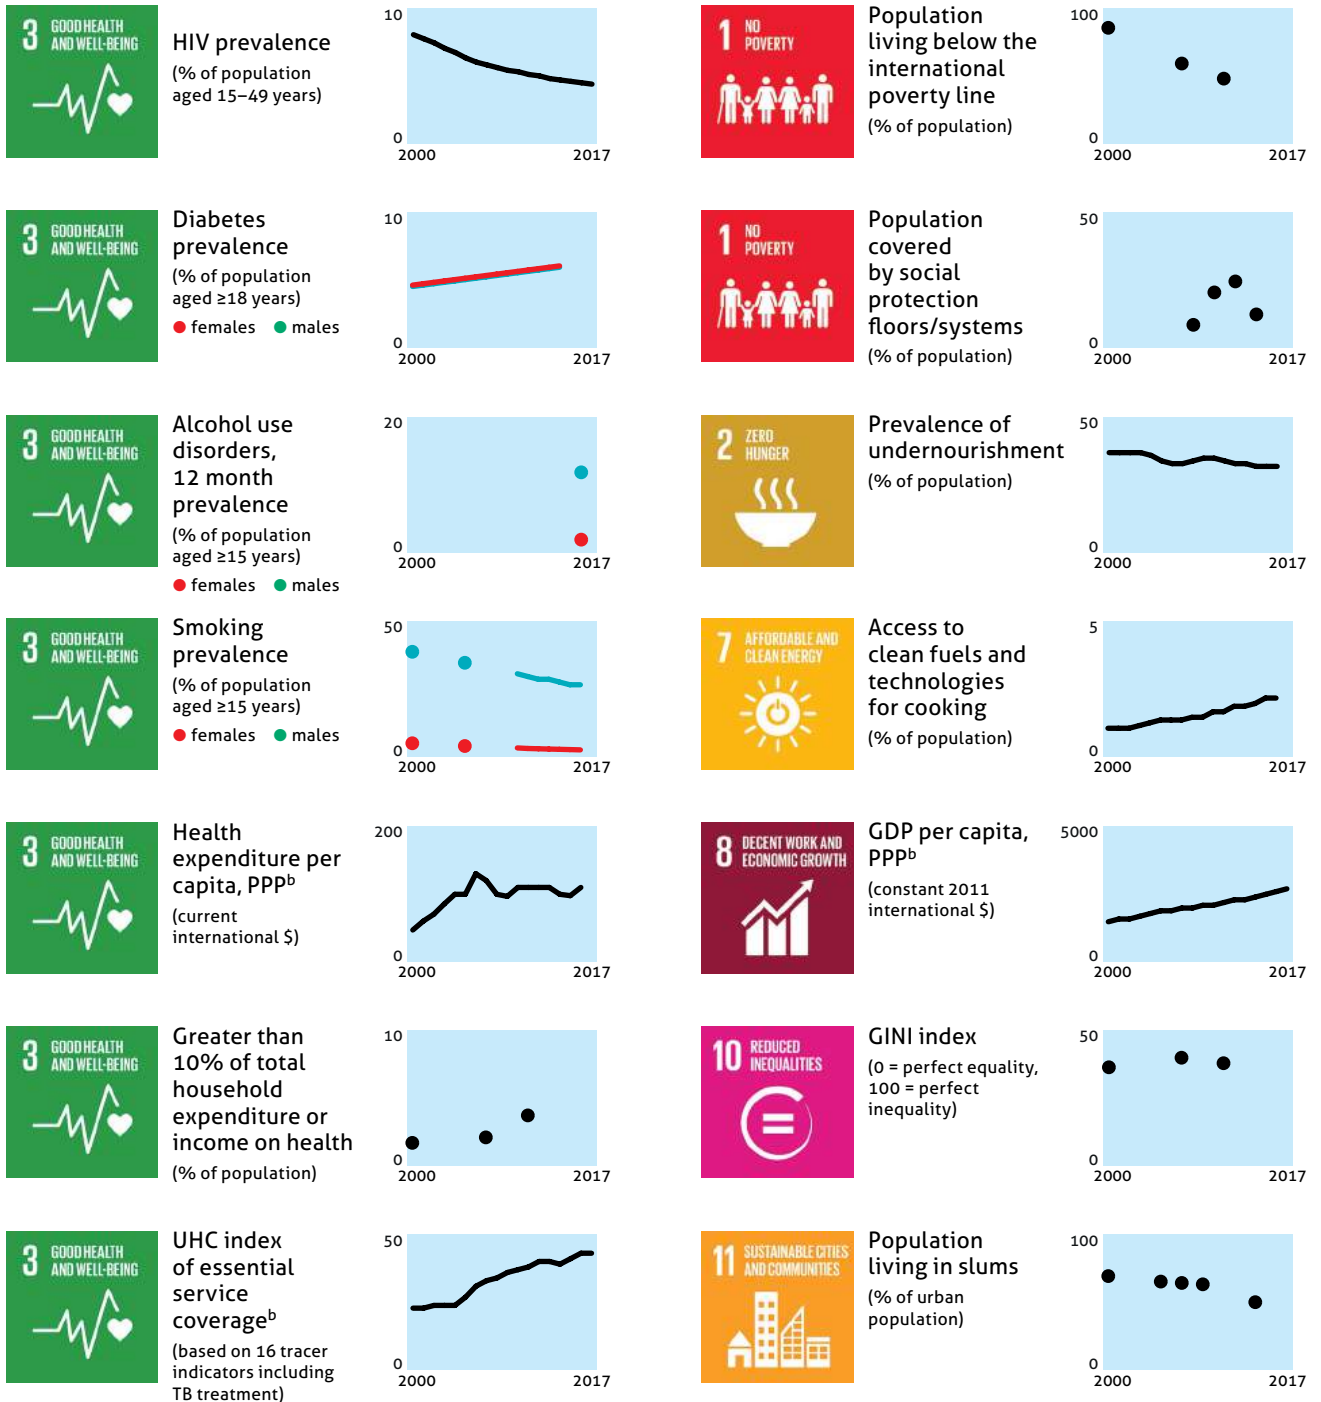 3 GOOD HEALTH
AND WELL-BEING
HIV prevalence
(% of population
aged 15–49 years)
10
0
2000 2017
3 GOOD HEALTH
AND WELL-BEING
Diabetes
prevalence
(% of population
aged ≥18 years)
females males
10
0
2000 2017
3 GOOD HEALTH
AND WELL-BEING
Alcohol use
disorders,
12 month
prevalence
(% of population
aged ≥15 years)
females males
20
0
2000 2017
3 GOOD HEALTH
AND WELL-BEING
Smoking
prevalence
(% of population
aged ≥15 years)
females males
50
0
2000 2017
3 GOOD HEALTH
AND WELL-BEING
Health
expenditure per
capita, PPPᵇ
(current
international $)
200
0
2000 2017
3 GOOD HEALTH
AND WELL-BEING
Greater than
10% of total
household
expenditure or
income on health
(% of population)
10
0
2000 2017
3 GOOD HEALTH
AND WELL-BEING
UHC index
of essential
service
coverageᵇ
(based on 16 tracer
indicators including
TB treatment)
50
0
2000 2017
1 NO
POVERTY
Population
living below the
international
poverty line
(% of population)
100
0
2000 2017
1 NO
POVERTY
Population
covered
by social
protection
floors/systems
(% of population)
50
0
2000 2017
2 ZERO
HUNGER
Prevalence of
undernourishment
(% of population)
50
0
2000 2017
7 AFFORDABLE AND
CLEAN ENERGY
Access to
clean fuels and
technologies
for cooking
(% of population)
5
0
2000 2017
8 DECENT WORK AND
ECONOMIC GROWTH
GDP per capita,
PPPᵇ
(constant 2011
international $)
5000
0
2000 2017
10 REDUCED
INEQUALITIES
GINI index
(0 = perfect equality,
100 = perfect
inequality)
50
0
2000 2017
11 SUSTAINABLE CITIES
AND COMMUNITIES
Population
living in slums
(% of urban
population)
100
0
2000 2017